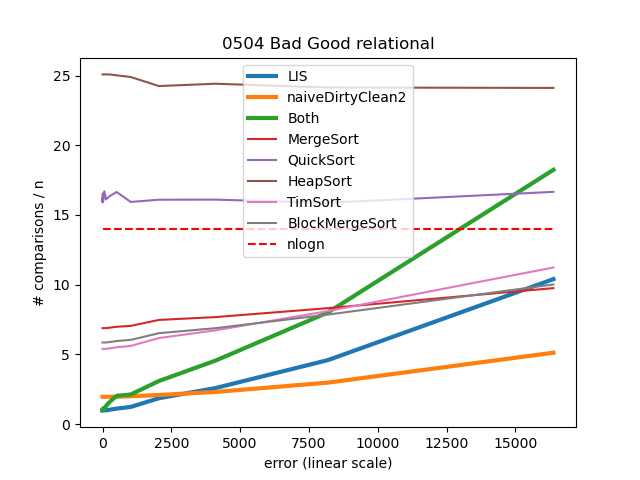 0504 Bad Good relational
# comparisons / n
25
20
15
10
5
0
LIS
naiveDirtyClean2
Both
MergeSort
QuickSort
HeapSort
TimSort
BlockMergeSort
nlogn
0 2500 5000 7500 10000 12500 15000
error (linear scale)